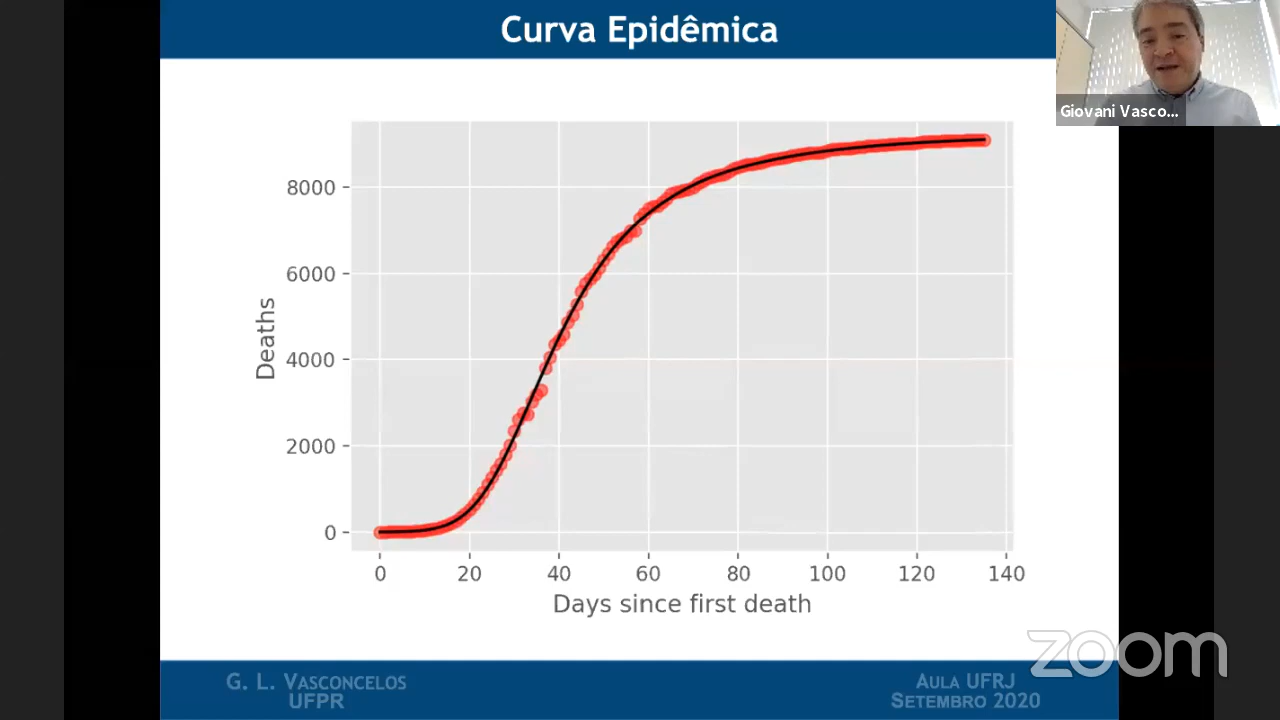 Curva Epidêmica
Giovani Vasco...
8000
6000
4000
2000
0
Deaths
0 20 40 60 80 100 120 140
Days since first death
zoom
G. L. VASCONCELOS
UFPR
AULA UFRJ
SETEMBRO 2020